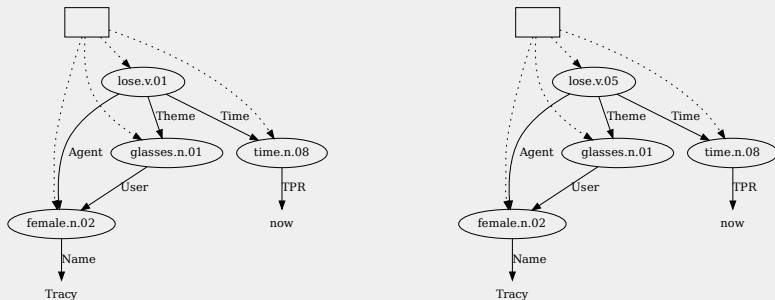 lose.v.01
Theme
Time
Agent
glasses.n.01
time.n.08
User
TPR
female.n.02
now
Name
Tracy
lose.v.05
Theme
Time
Agent
glasses.n.01
time.n.08
User
TPR
female.n.02
now
Name
Tracy